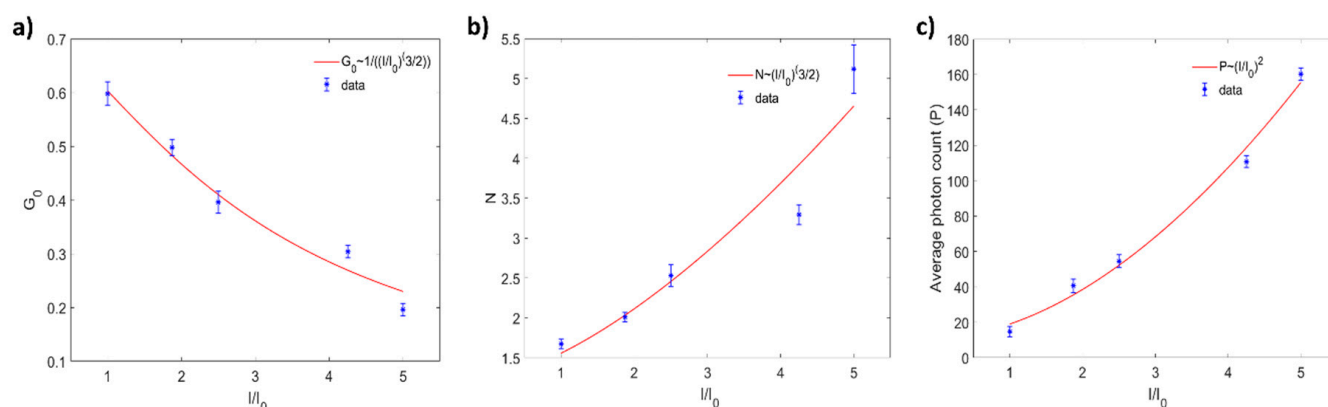 a)
G₀~1/((I/I₀)⁽3/2))
data
0.7
0.6
0.5
0.4
0.3
0.2
0.1
G₀
1 2 3 4 5
I/I₀
b)
N~(I/I₀)⁽3/2)
data
5.5
5
4.5
4
3.5
3
2.5
2
1.5
N
1 2 3 4 5
I/I₀
c)
P~(I/I₀)²
data
180
160
140
120
100
80
60
40
20
0
Average photon count (P)
1 2 3 4 5
I/I₀